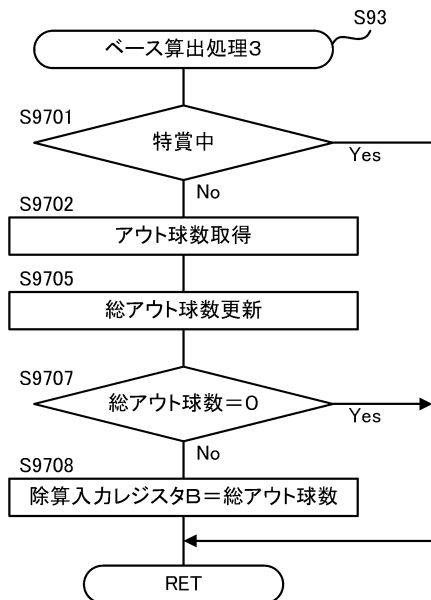 S93
ベース算出処理3
S9701
特賞中
Yes
No
S9702
アウト球数取得
S9705
総アウト球数更新
S9707
総アウト球数＝0
Yes
No
S9708
除算入力レジスタB＝総アウト球数
RET